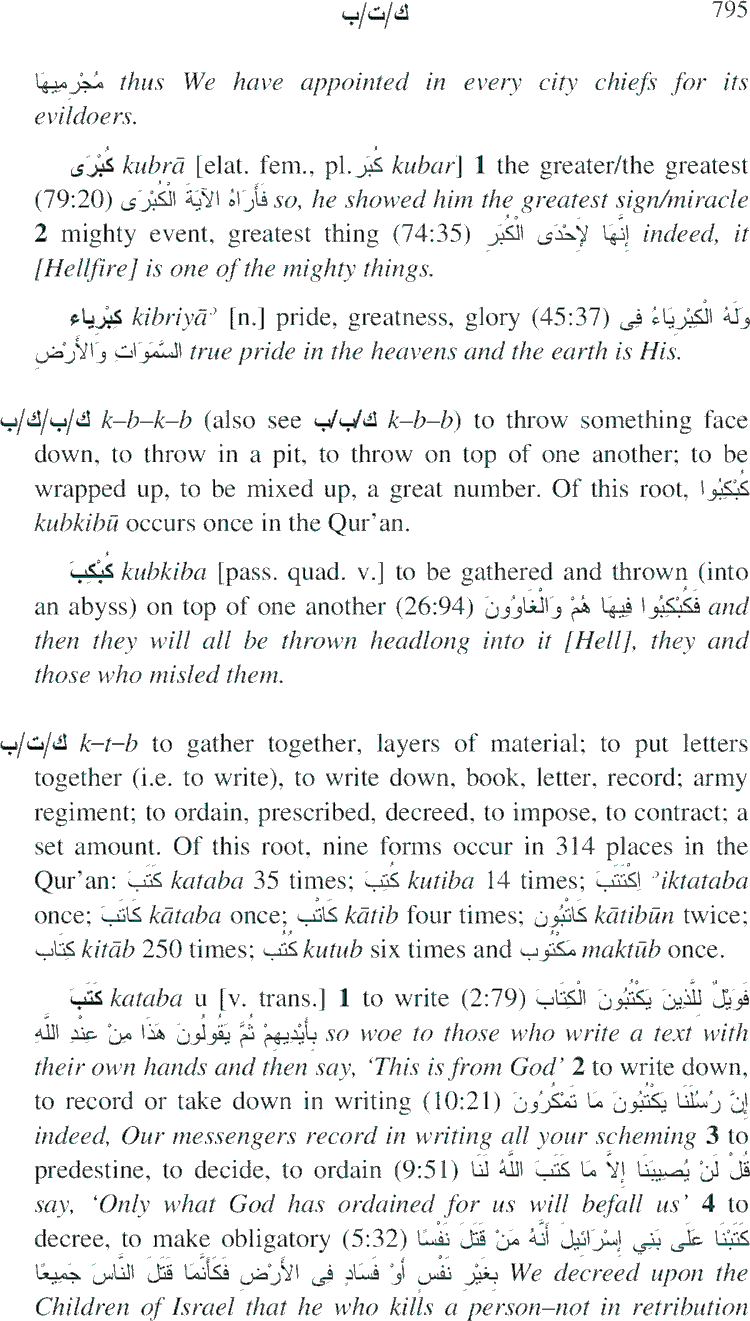 ك/ت/ب 795
مُجْرِمِيهَا thus We have appointed in every city chiefs for its
evildoers.
كُبْرَى kubrā [elat. fem., pl. كُبَر kubar] 1 the greater/the greatest
(79:20) فَأَرَاهُ الآيَةَ الْكُبْرَى so, he showed him the greatest sign/miracle
2 mighty event, greatest thing (74:35) إِنَّهَا لإَحْدَى الْكُبَرِ indeed, it
[Hellfire] is one of the mighty things.
كِبْرِياء kibriyāʾ [n.] pride, greatness, glory (45:37) وَلَهُ الْكِبْرِيَاءُ فِى
السَّمَوَاتِ وَالأَرْضِ true pride in the heavens and the earth is His.
ك/ب/ك/ب k–b–k–b (also see ك/ب/ب k–b–b) to throw something face
down, to throw in a pit, to throw on top of one another; to be
wrapped up, to be mixed up, a great number. Of this root, كُبْكِبُوا
kubkibū occurs once in the Qur’an.
كُبْكِبَ kubkiba [pass. quad. v.] to be gathered and thrown (into
an abyss) on top of one another (26:94) فَكُبْكِبُوا فِيهَا هُمْ وَالْغَاوُونَ and
then they will all be thrown headlong into it [Hell], they and
those who misled them.
ك/ت/ب k–t–b to gather together, layers of material; to put letters
together (i.e. to write), to write down, book, letter, record; army
regiment; to ordain, prescribed, decreed, to impose, to contract; a
set amount. Of this root, nine forms occur in 314 places in the
Qur’an: كَتَبَ kataba 35 times; كُتِبَ kutiba 14 times; إِكْتَتَبَ ʾiktataba
once; كَاتَبَ kātaba once; كَاتِب kātib four times; كَاتِبُون kātibūn twice;
كِتَاب kitāb 250 times; كُتُب kutub six times and مَكْتُوب maktūb once.
كَتَبَ kataba u [v. trans.] 1 to write (2:79) فَوَيْلٌ لِلَّذِينَ يَكْتُبُونَ الْكِتَابَ
بِأَيْدِيهِمْ ثُمَّ يَقُولُونَ هَذَا مِنْ عِنْدِ اللَّهِ so woe to those who write a text with
their own hands and then say, ‘This is from God’ 2 to write down,
to record or take down in writing (10:21) إِنَّ رُسُلَنَا يَكْتُبُونَ مَا تَمْكُرُونَ
indeed, Our messengers record in writing all your scheming 3 to
predestine, to decide, to ordain (9:51) قُلْ لَنْ يُصِيبَنَا إِلاَّ مَا كَتَبَ اللَّهُ لَنَا
say, ‘Only what God has ordained for us will befall us’ 4 to
decree, to make obligatory (5:32) كَتَبْنَا عَلَى بَنِي إِسْرَائِيلَ أَنَّهُ مَنْ قَتَلَ نَفْسًا
بِغَيْرِ نَفْسٍ أَوْ فَسَادٍ فِى الأَرْضِ فَكَأَنَّمَا قَتَلَ النَّاسَ جَمِيعًا We decreed upon the
Children of Israel that he who kills a person–not in retribution